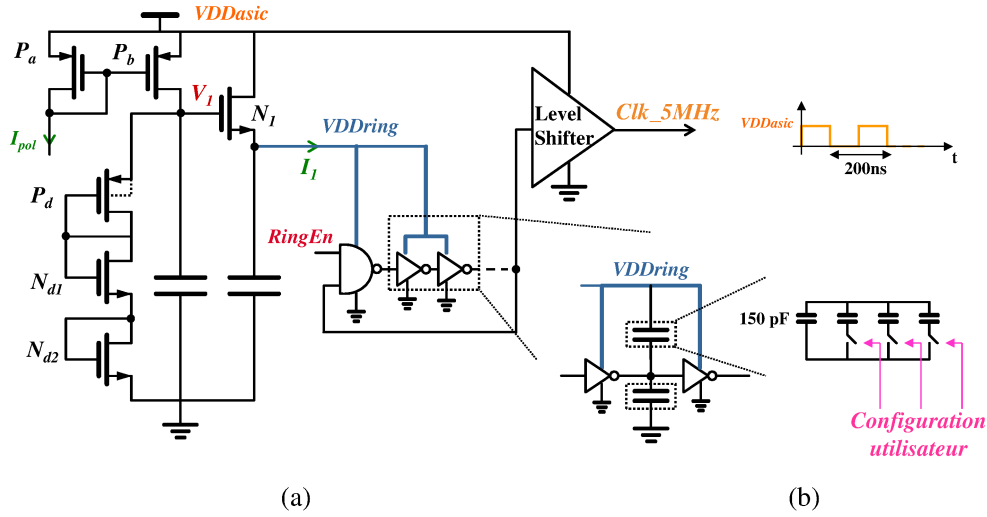 VDDasic
Pa
Pb
V1
N1
Ipol
VDDring
I1
Level
Shifter
Clk_5MHz
VDDasic
t
200ns
Pd
RingEn
Nd1
Nd2
VDDring
150 pF
Configuration
utilisateur
(a)
(b)